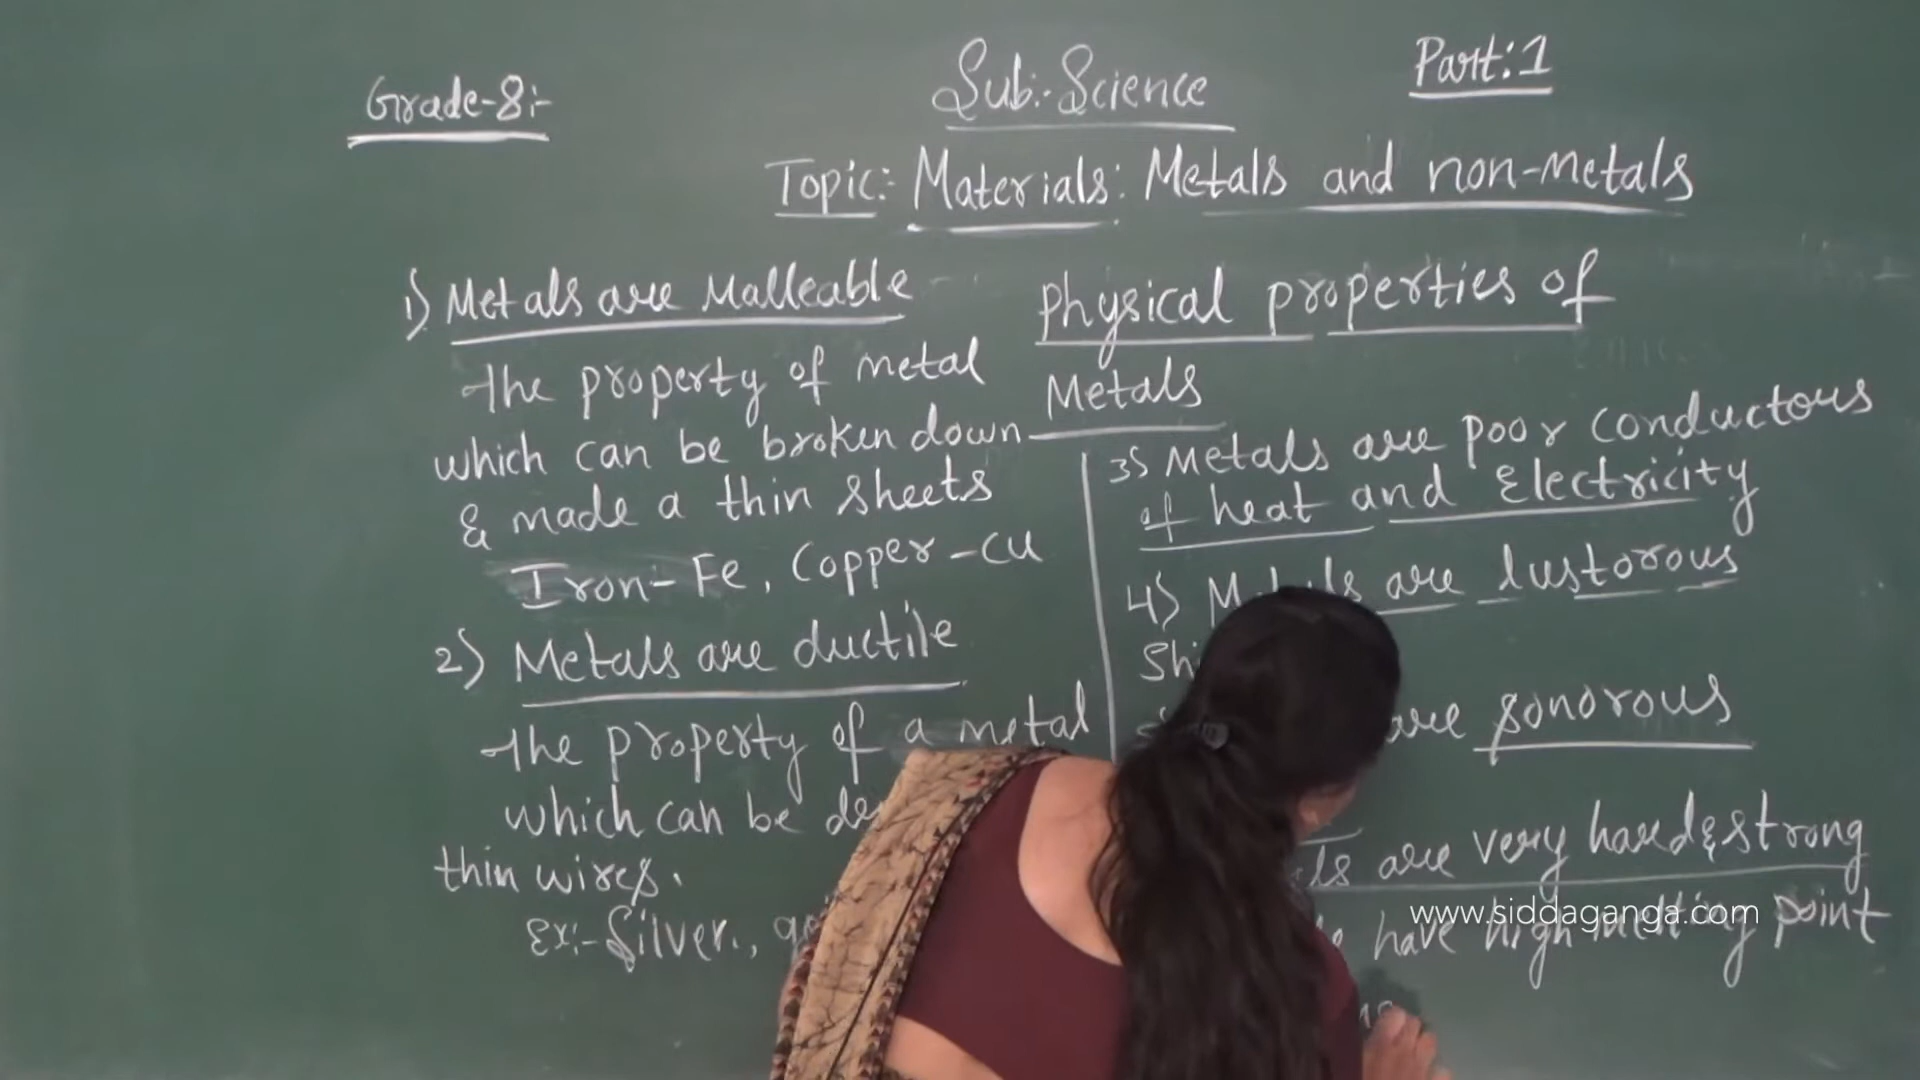 Grade-8:-
Sub:-Science
Part:1
Topic:- Materials: Metals and non-metals
1) Metals are Malleable
The property of metal
which can be broken down
& made a thin sheets
Iron-Fe, Copper-Cu
2) Metals are ductile
The property of a metal
which can be
thin wires.
Ex:- Silver.,
Physical properties of
Metals
3) Metals are poor conductors
of heat and Electricity
4) Metals are lustorous
are sonorous
are very hard & strong
have high melting point
www.siddaganga.com